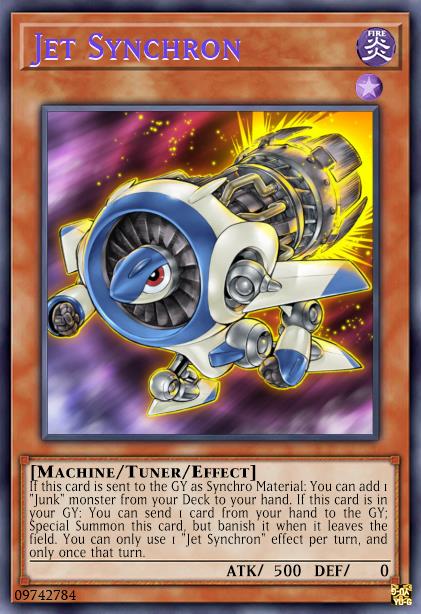 JET SYNCHRON
FIRE
炎
[MACHINE/TUNER/EFFECT]
If this card is sent to the GY as Synchro Material: You can add 1
"Junk" monster from your Deck to your hand. If this card is in
your GY: You can send 1 card from your hand to the GY;
Special Summon this card, but banish it when it leaves the
field. You can only use 1 "Jet Synchron" effect per turn, and
only once that turn.
ATK/ 500 DEF/ 0
09742784